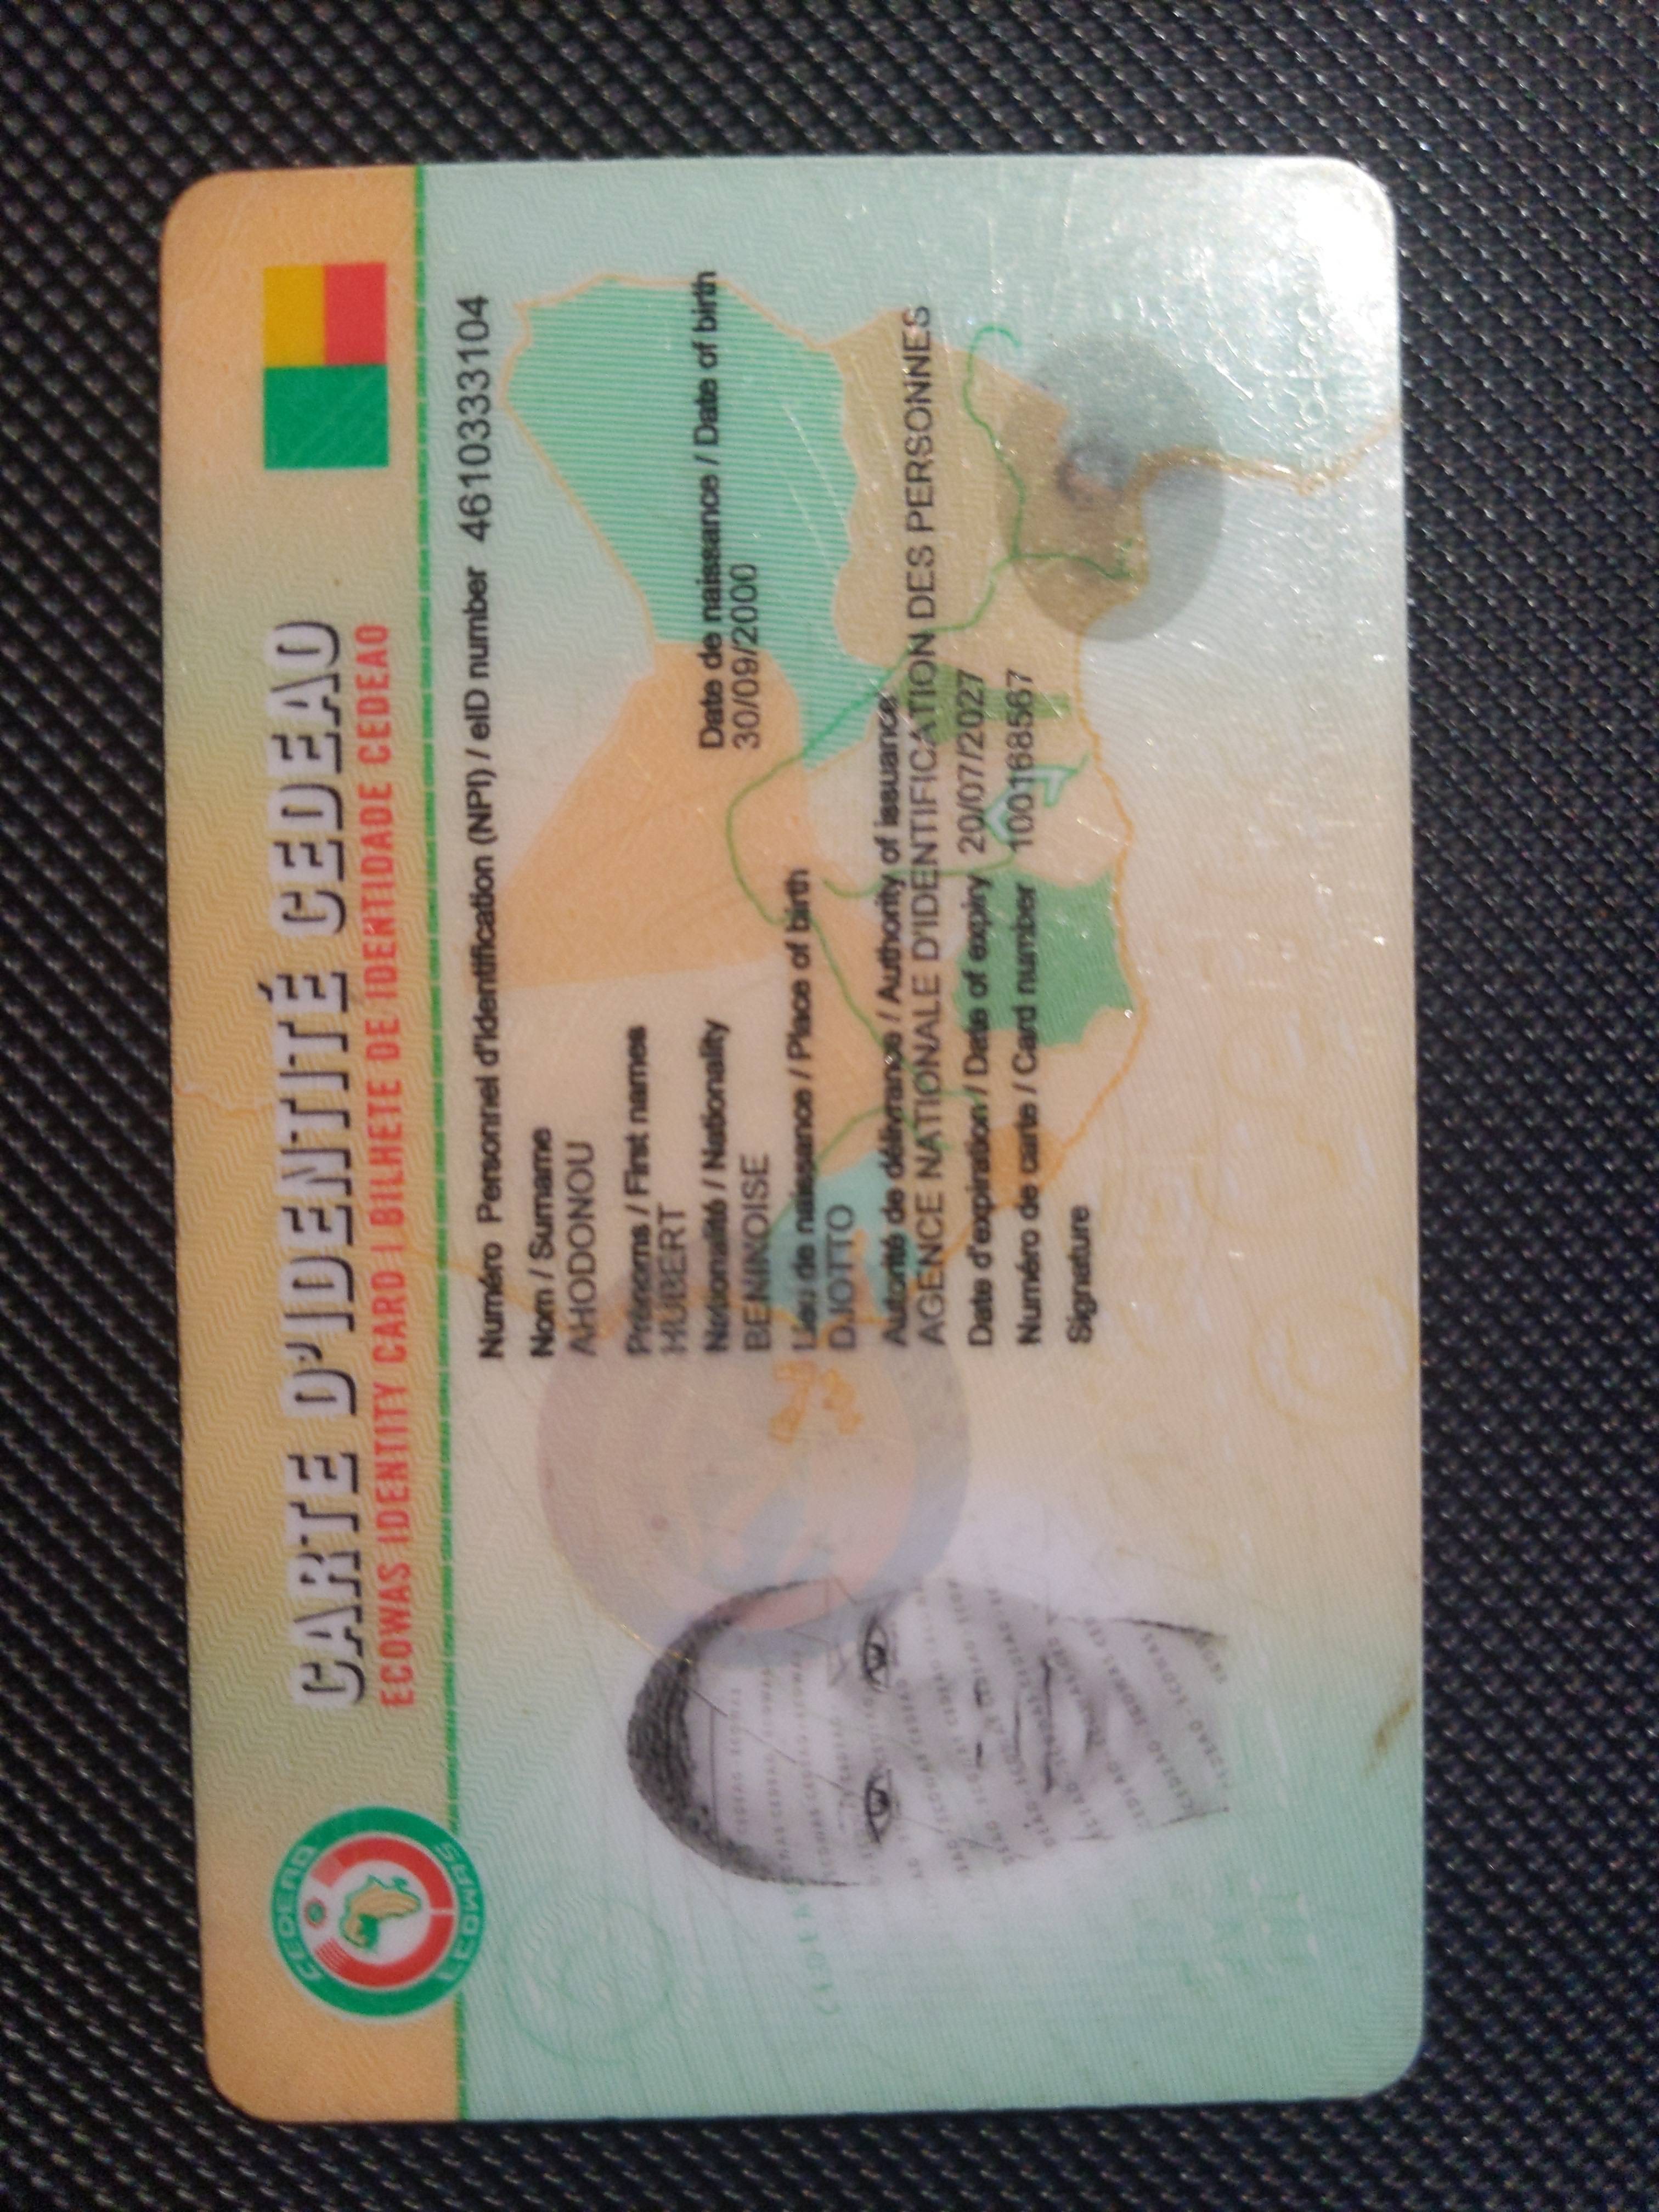 CARTE D'IDENTITÉ CEDEAO
ECOWAS IDENTITY CARD / BILHETE DE IDENTIDADE CEDEAO
CEDEAO
ECOWAS
Numéro Personnel d'Identification (NPI) / eID number 4610333104
Nom / Surname
AHODONOU
Prénoms / First names
HUBERT
Nationalité / Nationality
BENINOISE
Date de naissance / Date of birth
30/09/2000
Lieu de naissance / Place of birth
DJOTTO
Autorité de délivrance / Authority of issuance
AGENCE NATIONALE D'IDENTIFICATION DES PERSONNES
Date d'expiration / Date of expiry 20/07/2027
Numéro de carte / Card number 100168567
Signature